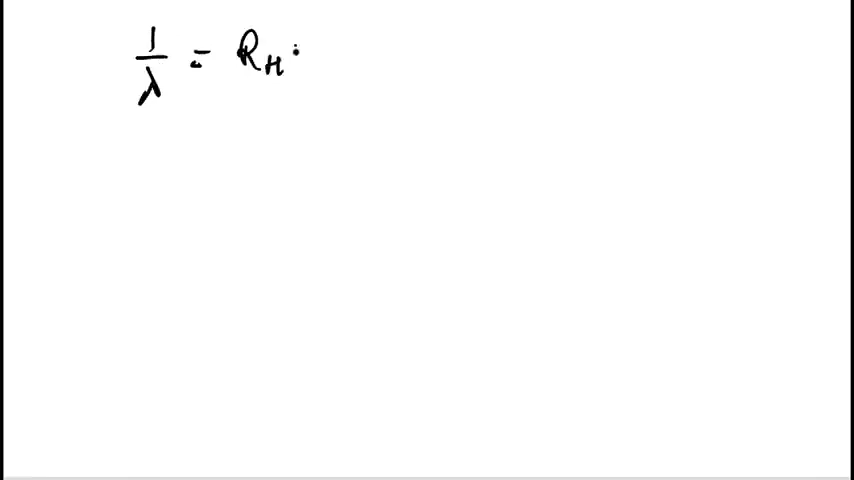 1/λ = R_H ·